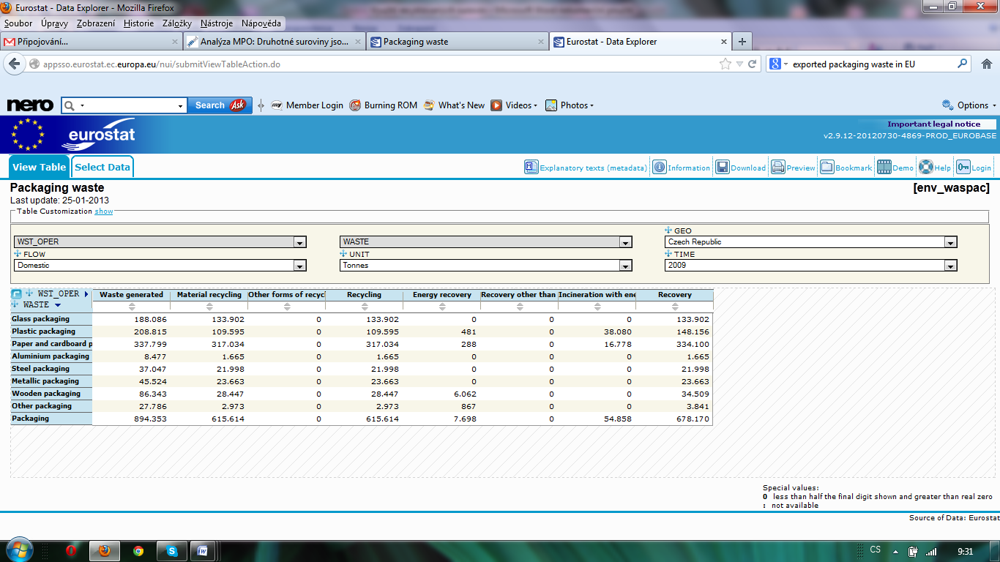 Eurostat - Data Explorer - Mozilla Firefox
Soubor Úpravy Zobrazení Historie Záložky Nástroje Nápověda
Připojování... Analýza MPO: Druhotné suroviny jso... Packaging waste Eurostat - Data Explorer
appsso.eurostat.ec.europa.eu/nui/submitViewTableAction.do exported packaging waste in EU
nero Search Ask my Member Login Burning ROM What's New Videos Photos Options
eurostat
Important legal notice
v2.9.12-20120730-4869-PROD_EUROBASE
View Table Select Data Explanatory texts (metadata) Information Download Preview Bookmark Demo Help Login
Packaging waste [env_waspac]
Last update: 25-01-2013
Table Customization show
GEO
WST_OPER WASTE Czech Republic
FLOW UNIT TIME
Domestic Tonnes 2009
WST_OPER Waste generated Material recycling Other forms of recyc Recycling Energy recovery Recovery other than Incineration with ene Recovery
WASTE
Glass packaging 188.086 133.902 0 133.902 0 0 0 133.902
Plastic packaging 208.815 109.595 0 109.595 481 0 38.080 148.156
Paper and cardboard p 337.799 317.034 0 317.034 288 0 16.778 334.100
Aluminium packaging 8.477 1.665 0 1.665 0 0 0 1.665
Steel packaging 37.047 21.998 0 21.998 0 0 0 21.998
Metallic packaging 45.524 23.663 0 23.663 0 0 0 23.663
Wooden packaging 86.343 28.447 0 28.447 6.062 0 0 34.509
Other packaging 27.786 2.973 0 2.973 867 0 0 3.841
Packaging 894.353 615.614 0 615.614 7.698 0 54.858 678.170
Special values:
0 less than half the final digit shown and greater than real zero
: not available
Source of Data: Eurostat
CS 9:31